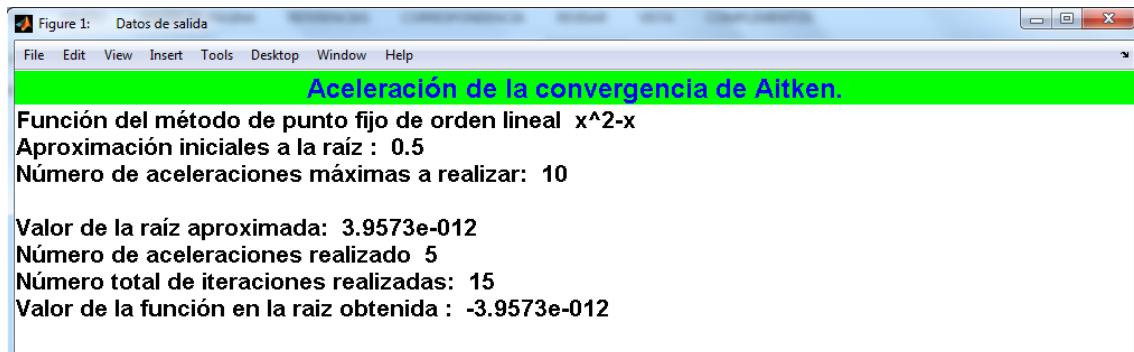 Figure 1: Datos de salida
File Edit View Insert Tools Desktop Window Help
Aceleración de la convergencia de Aitken.
Función del método de punto fijo de orden lineal x^2-x
Aproximación iniciales a la raíz : 0.5
Número de aceleraciones máximas a realizar: 10
Valor de la raíz aproximada: 3.9573e-012
Número de aceleraciones realizado 5
Número total de iteraciones realizadas: 15
Valor de la función en la raiz obtenida : -3.9573e-012